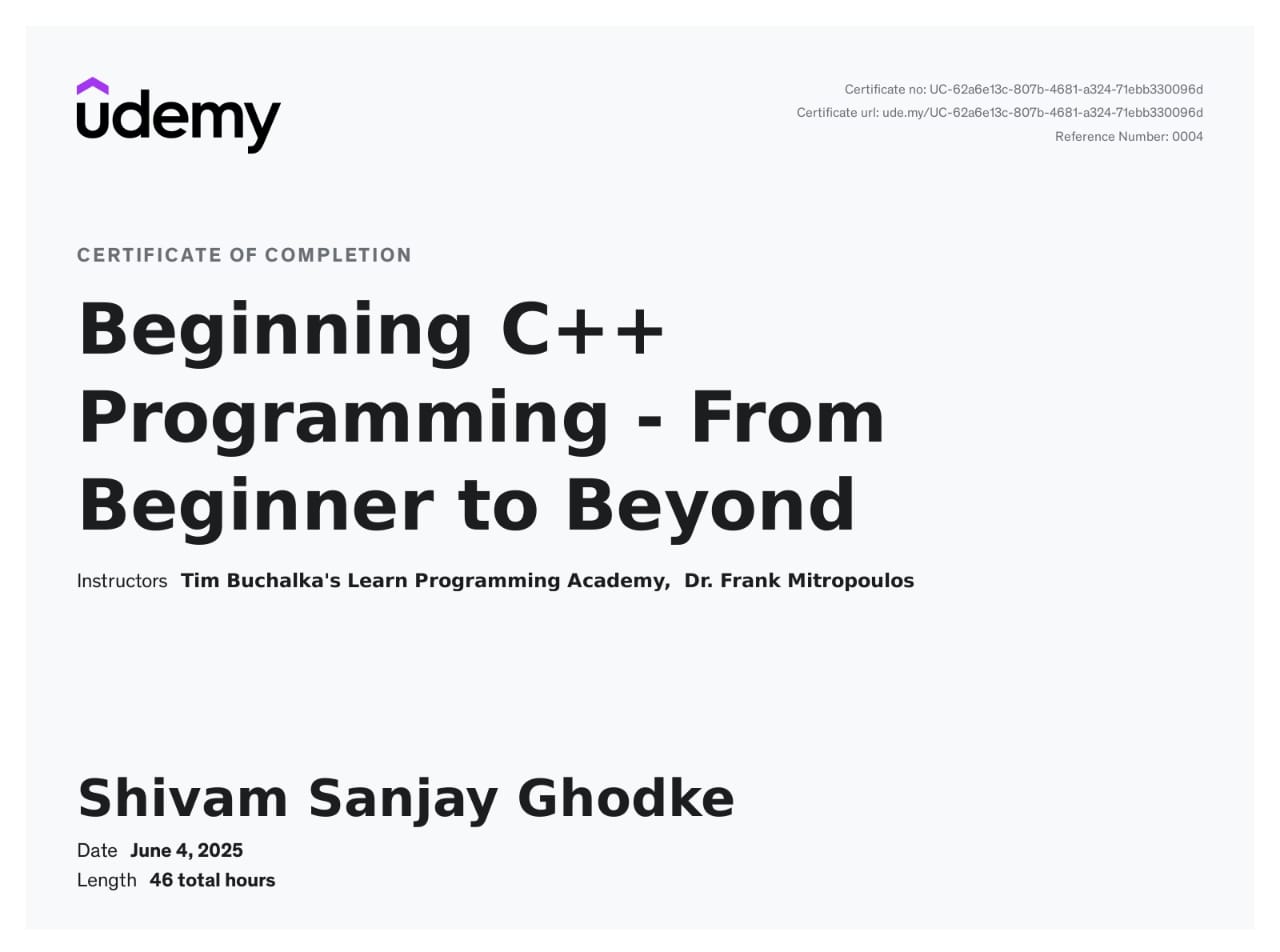 udemy
Certificate no: UC-62a6e13c-807b-4681-a324-71ebb330096d
Certificate url: ude.my/UC-62a6e13c-807b-4681-a324-71ebb330096d
Reference Number: 0004
CERTIFICATE OF COMPLETION
Beginning C++
Programming - From
Beginner to Beyond
Instructors Tim Buchalka's Learn Programming Academy, Dr. Frank Mitropoulos
Shivam Sanjay Ghodke
Date June 4, 2025
Length 46 total hours